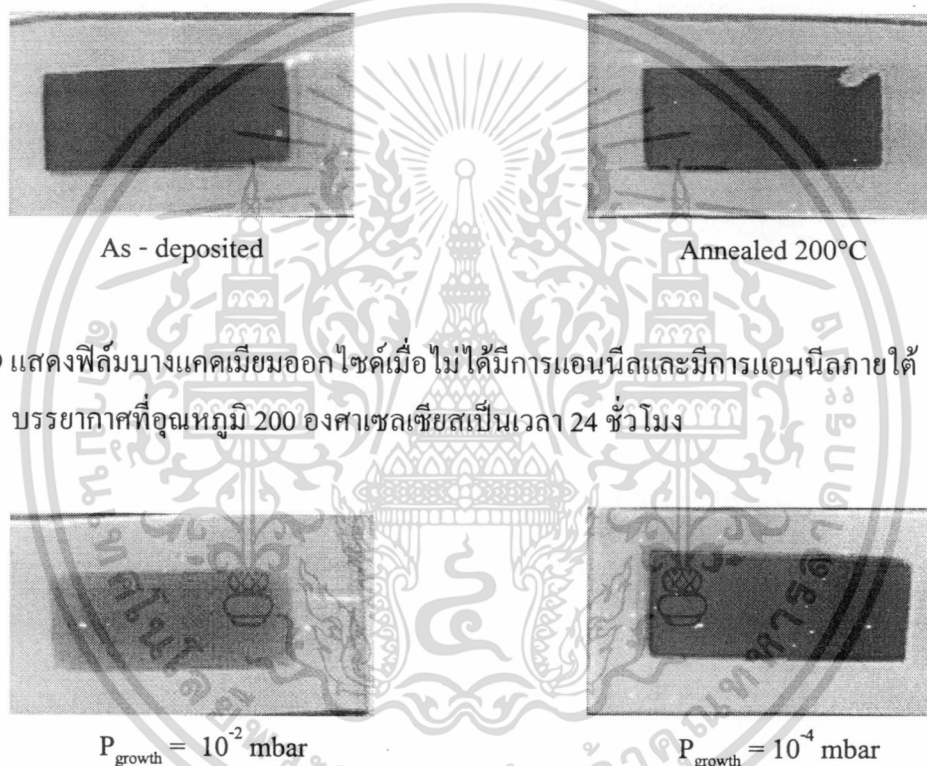 As - deposited
Annealed 200°C
แสดงฟิล์มบางแคดเมียมออกไซด์เมื่อไม่ได้มีการแอนนีลและมีการแอนนีลภายใต้
บรรยากาศที่อุณหภูมิ 200 องศาเซลเซียสเป็นเวลา 24 ชั่วโมง
P_growth = 10^-2 mbar
P_growth = 10^-4 mbar